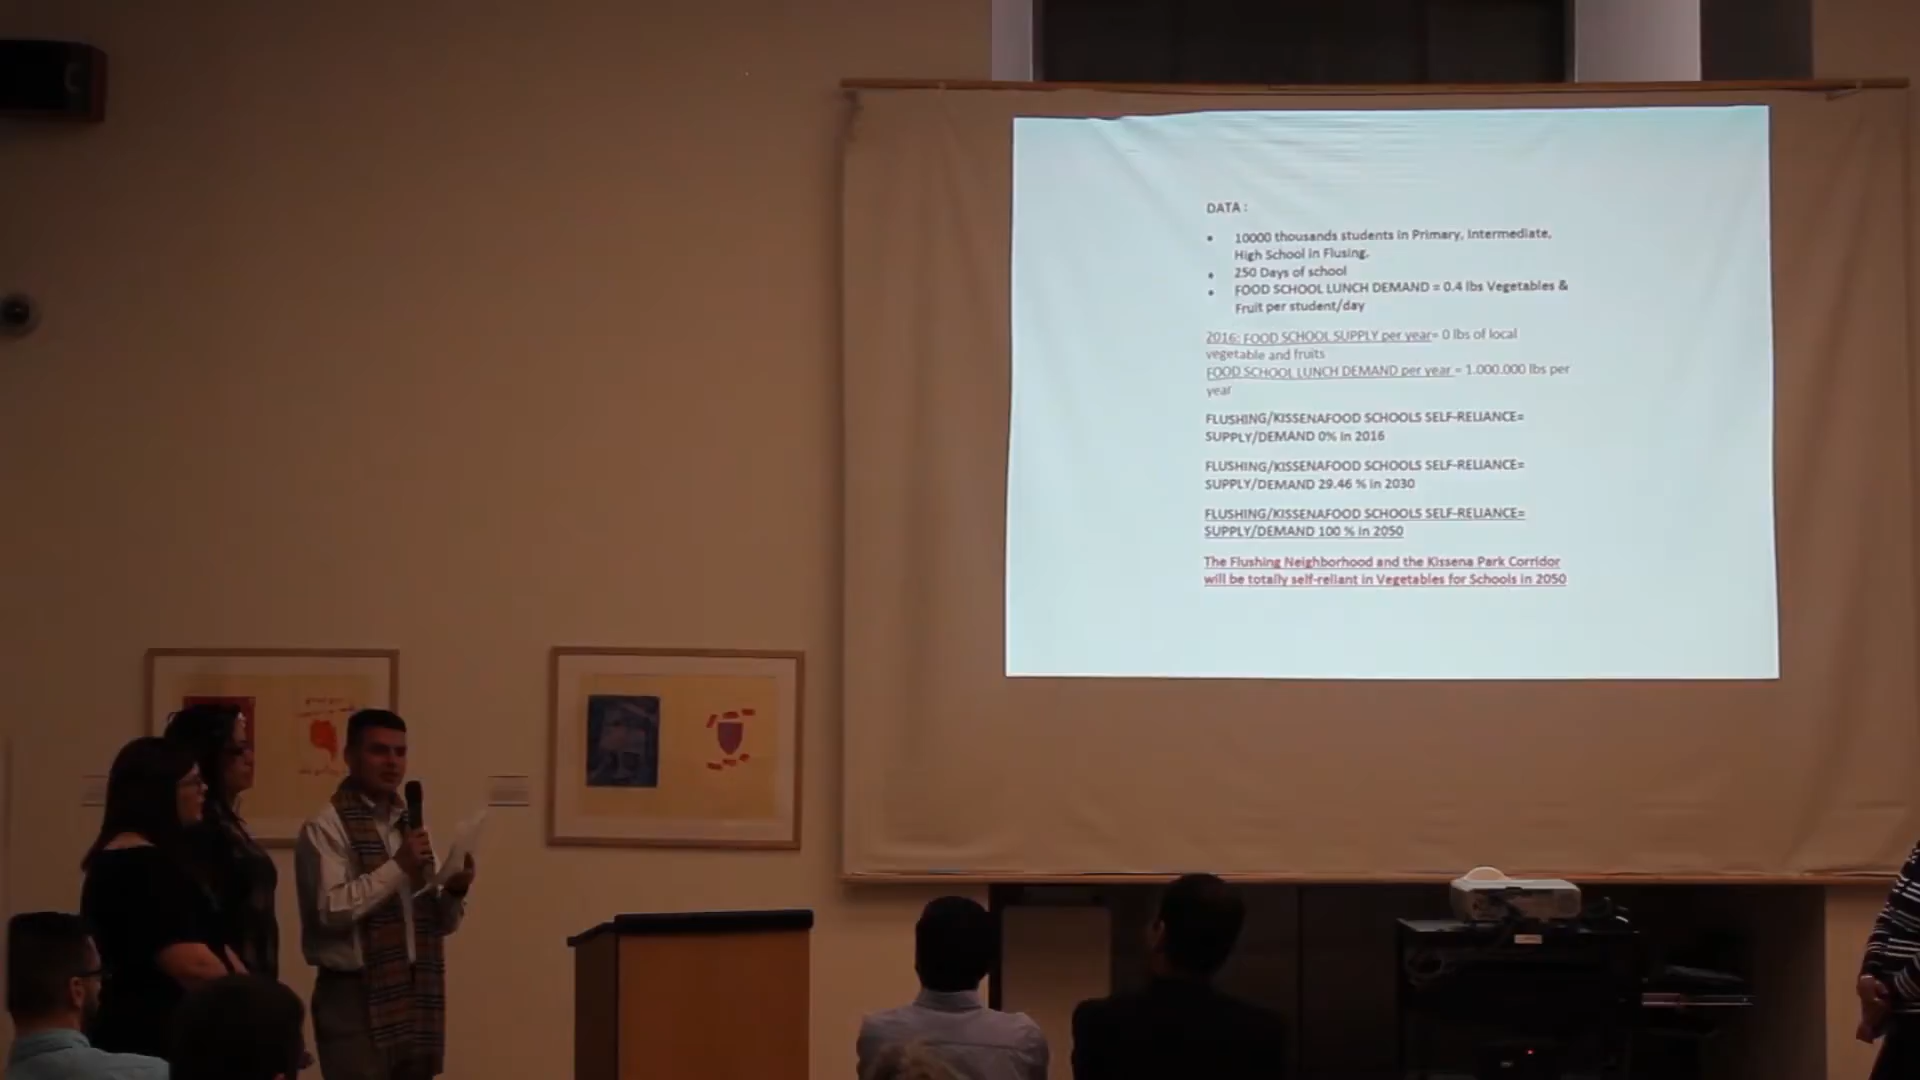 DATA :
• 10000 thousands students in Primary, Intermediate,
High School in Flusing.
• 250 Days of school
• FOOD SCHOOL LUNCH DEMAND = 0.4 lbs Vegetables &
Fruit per student/day
2016: FOOD SCHOOL SUPPLY per year= 0 lbs of local
vegetable and fruits
FOOD SCHOOL LUNCH DEMAND per year = 1.000.000 lbs per
year
FLUSHING/KISSENAFOOD SCHOOLS SELF-RELIANCE=
SUPPLY/DEMAND 0% in 2016
FLUSHING/KISSENAFOOD SCHOOLS SELF-RELIANCE=
SUPPLY/DEMAND 29.46 % in 2030
FLUSHING/KISSENAFOOD SCHOOLS SELF-RELIANCE=
SUPPLY/DEMAND 100 % in 2050
The Flushing Neighborhood and the Kissena Park Corridor
will be totally self-reliant in Vegetables for Schools in 2050